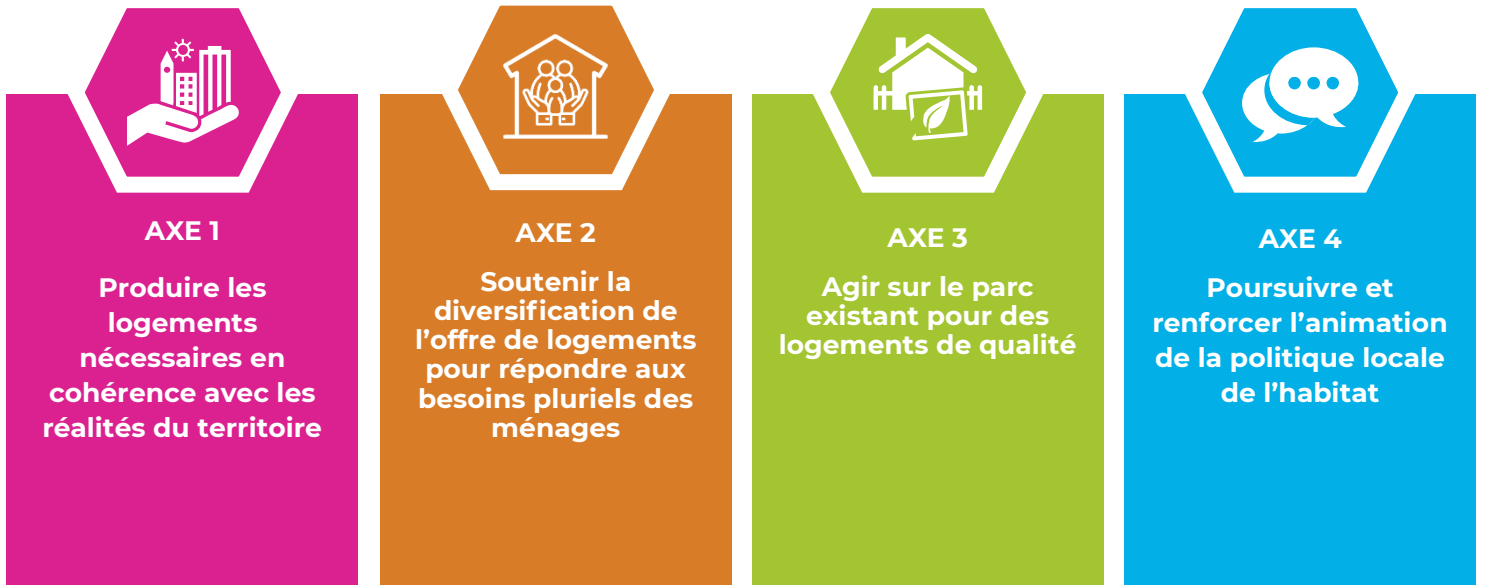 AXE 1
Produire les
logements
nécessaires en
cohérence avec les
réalités du territoire
AXE 2
Soutenir la
diversification de
l’offre de logements
pour répondre aux
besoins pluriels des
ménages
AXE 3
Agir sur le parc
existant pour des
logements de qualité
AXE 4
Poursuivre et
renforcer l’animation
de la politique locale
de l’habitat